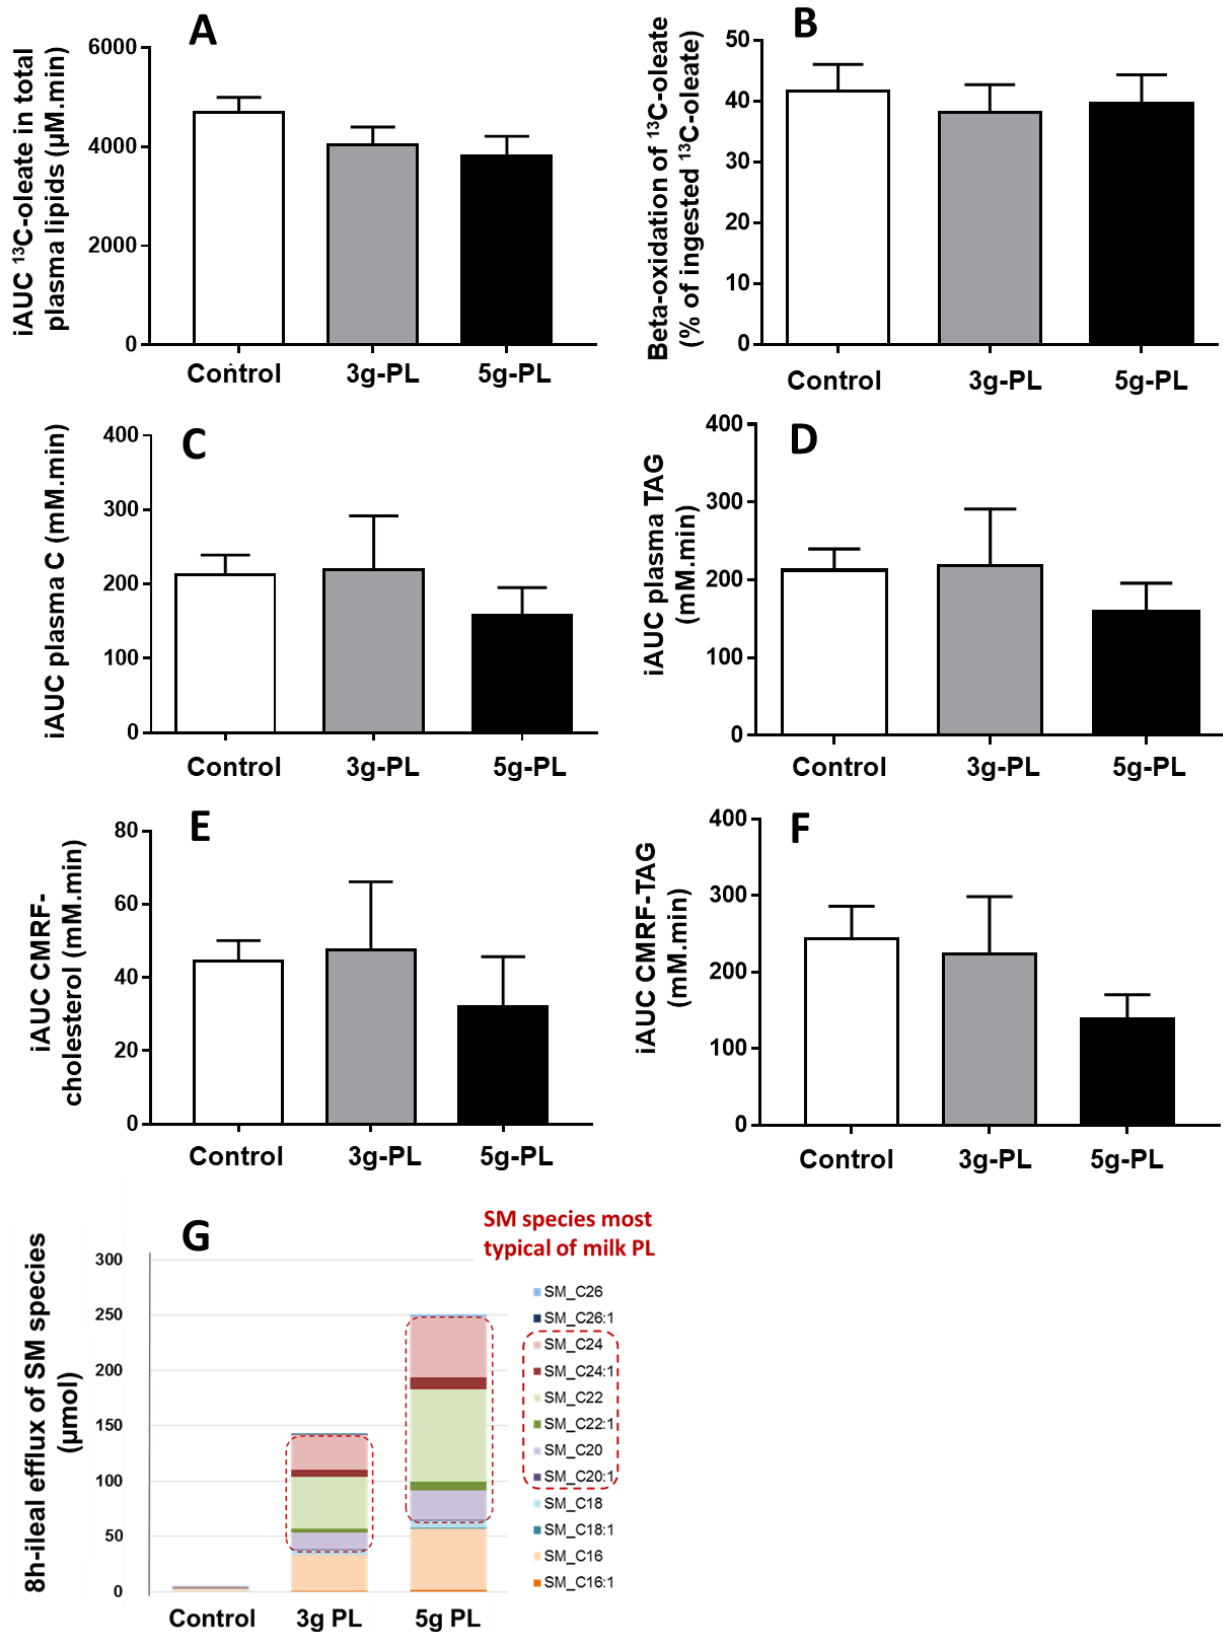 A
iAUC ¹³C-oleate in total
plasma lipids (µM.min)
6000
4000
2000
0
Control
3g-PL
5g-PL
B
Beta-oxidation of ¹³C-oleate
(% of ingested ¹³C-oleate)
50
40
30
20
10
0
Control
3g-PL
5g-PL
C
iAUC plasma C (mM.min)
400
300
200
100
0
Control
3g-PL
5g-PL
D
iAUC plasma TAG
(mM.min)
400
300
200
100
0
Control
3g-PL
5g-PL
E
iAUC CMRF-
cholesterol (mM.min)
80
60
40
20
0
Control
3g-PL
5g-PL
F
iAUC CMRF-TAG
(mM.min)
400
300
200
100
0
Control
3g-PL
5g-PL
G
8h-ileal efflux of SM species
(µmol)
300
250
200
150
100
50
0
Control
3g PL
5g PL
SM species most
typical of milk PL
SM_C26
SM_C26:1
SM_C24
SM_C24:1
SM_C22
SM_C22:1
SM_C20
SM_C20:1
SM_C18
SM_C18:1
SM_C16
SM_C16:1